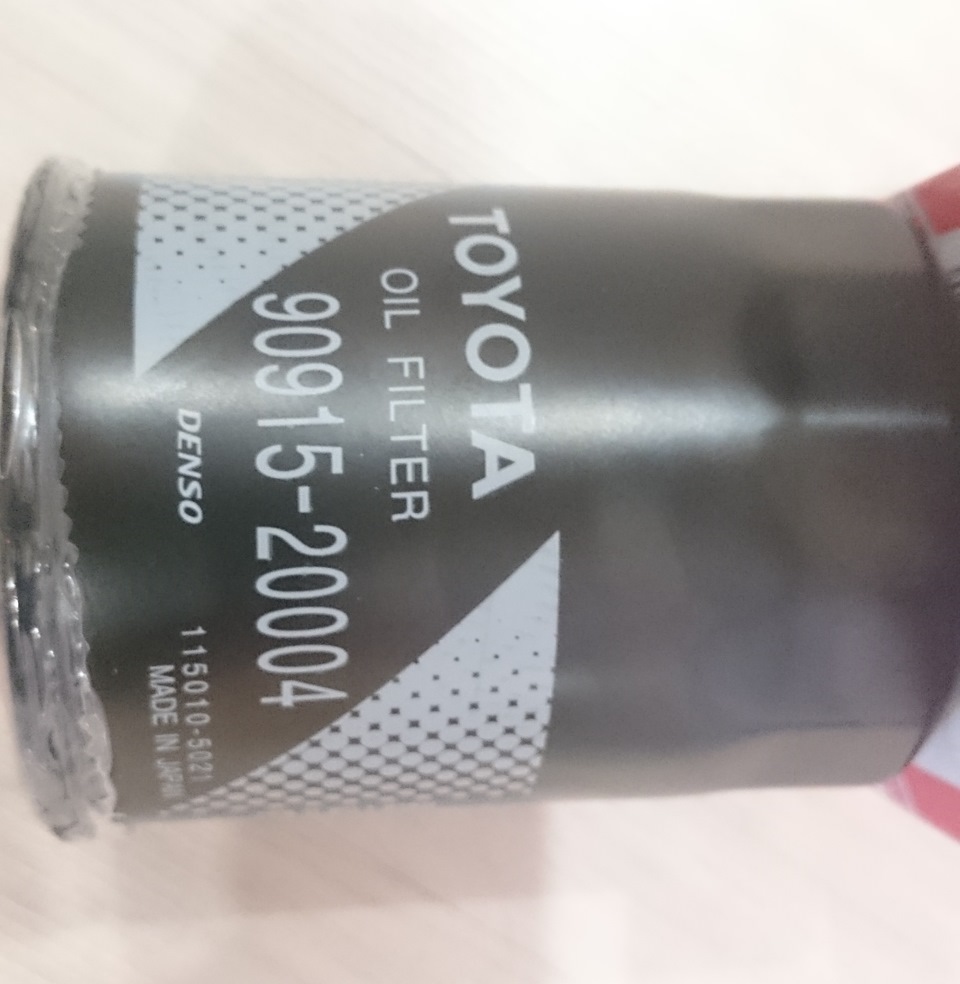 TOYOTA
OIL FILTER
90915-20004
DENSO
115010-5021
MADE IN JAPAN